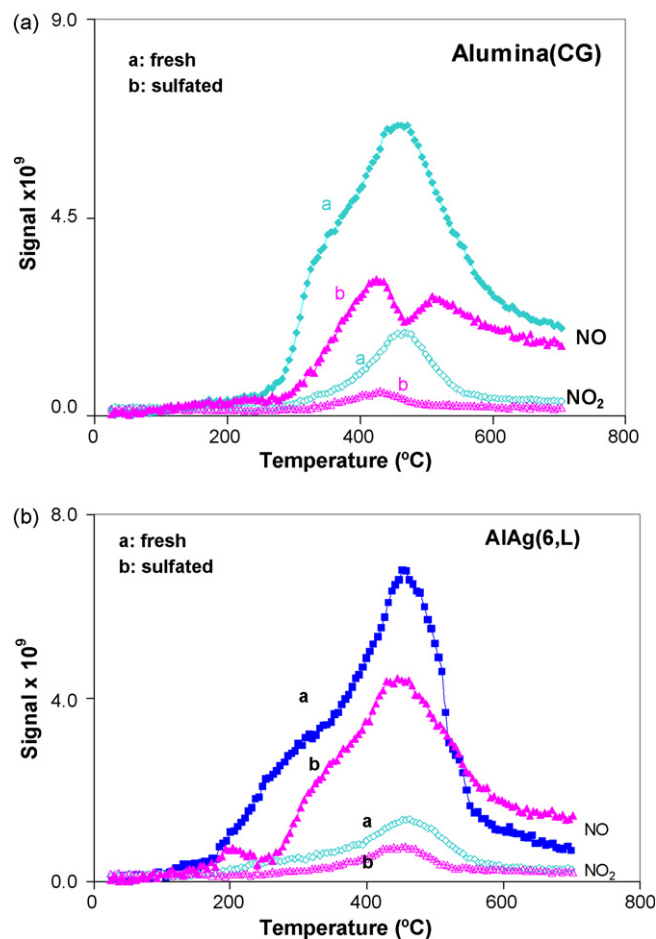 (a)
9.0
a: fresh
b: sulfated
Alumina(CG)
a
4.5
Signal x10⁹
b
a
NO
b
NO₂
0.0
0 200 400 600 800
Temperature (ºC)
(b)
8.0
a: fresh
b: sulfated
AlAg(6,L)
a
4.0
Signal x 10⁹
b
a
NO
b
NO₂
0.0
0 200 400 600 800
Temperature (ºC)